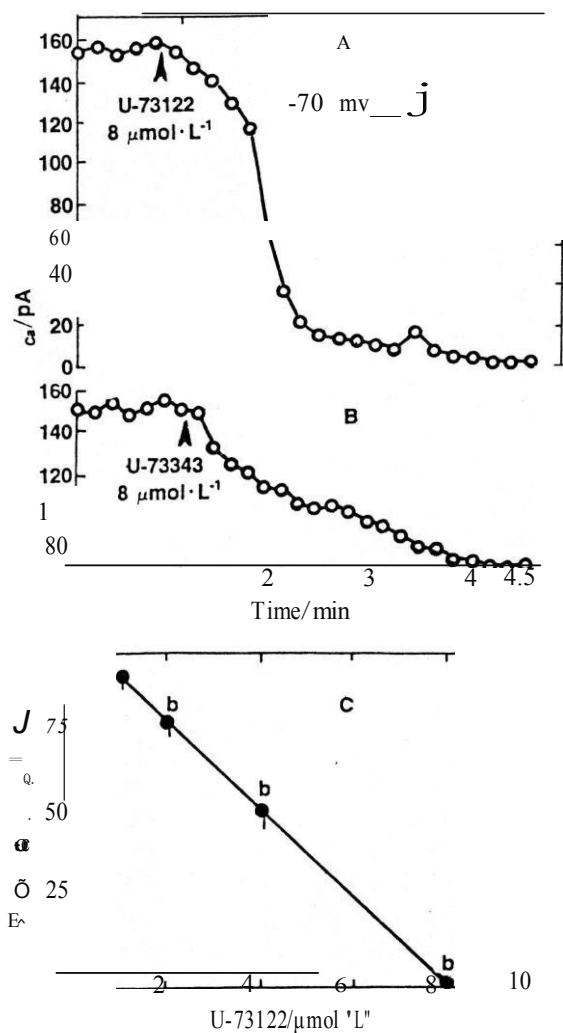 A
160
140
120
100
80
60
40
20
0
Ca/pA
U-73122
8 μmol·L-1
-70 mv__j
160
140
120
1
80
B
U-73343
8 μmol·L-1
2 3 4 4.5
Time/min
C
J 75
=
Q.
. 50
Õ 25
E^
b
b
b
2 4 6 8 10
U-73122/μmol "L"